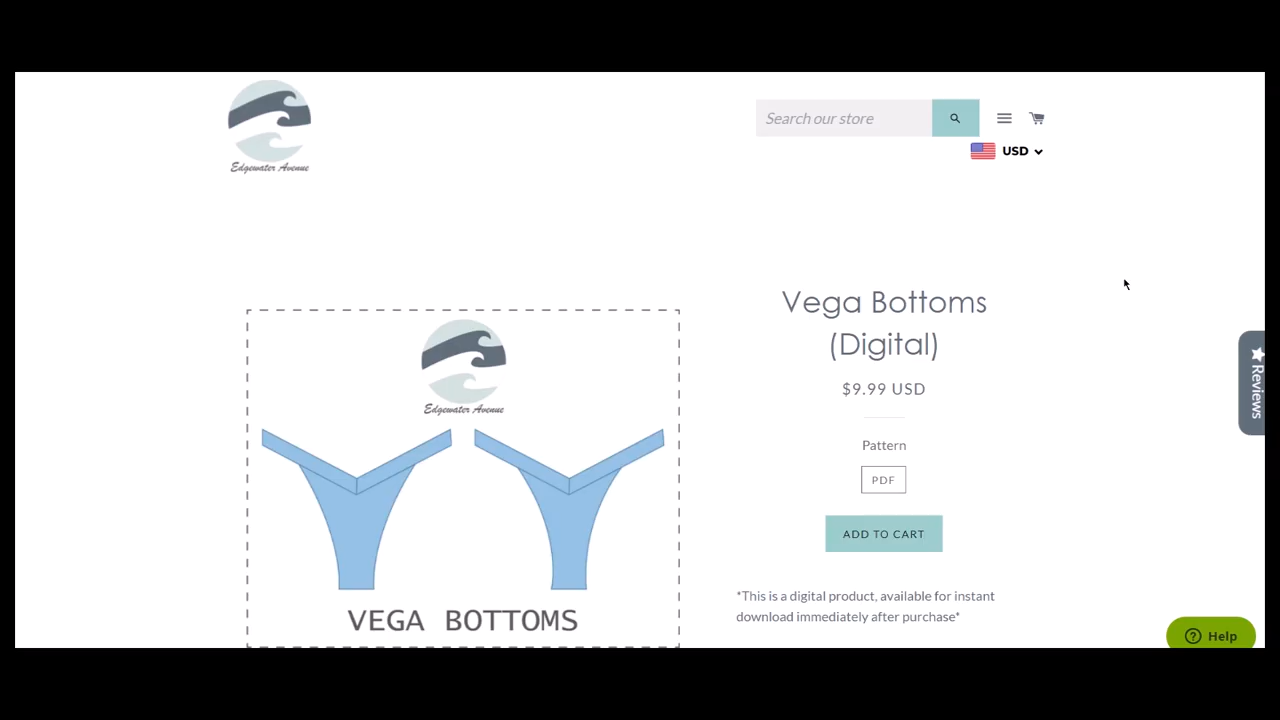 Edgewater Avenue
Search our store
USD
Vega Bottoms
(Digital)
$9.99 USD
Pattern
PDF
ADD TO CART
*This is a digital product, available for instant
download immediately after purchase*
Edgewater Avenue
VEGA BOTTOMS
Reviews
Help